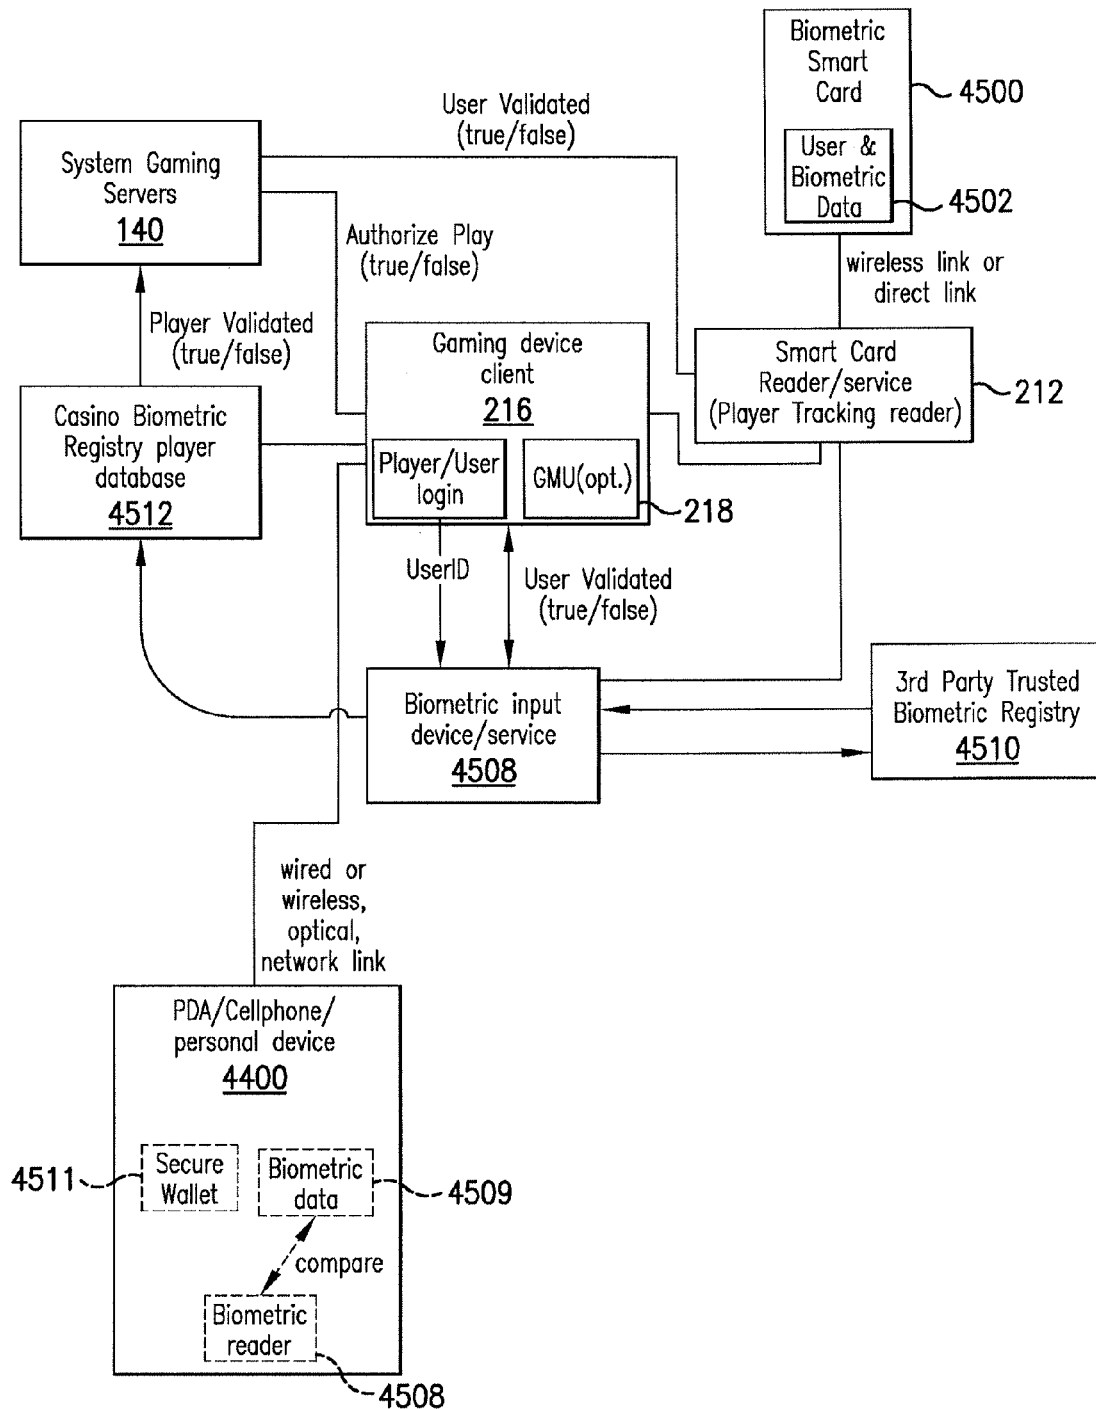 Biometric
Smart
Card
4500
User &
Biometric
Data
4502
User Validated
(true/false)
System Gaming
Servers
140
Authorize Play
(true/false)
wireless link or
direct link
Player Validated
(true/false)
Gaming device
client
216
Smart Card
Reader/service
(Player Tracking reader)
212
Casino Biometric
Registry player
database
4512
Player/User
login
GMU(opt.)
218
UserID
User Validated
(true/false)
Biometric input
device/service
4508
3rd Party Trusted
Biometric Registry
4510
wired or
wireless,
optical,
network link
PDA/Cellphone/
personal device
4400
4511
Secure
Wallet
Biometric
data
4509
compare
Biometric
reader
4508